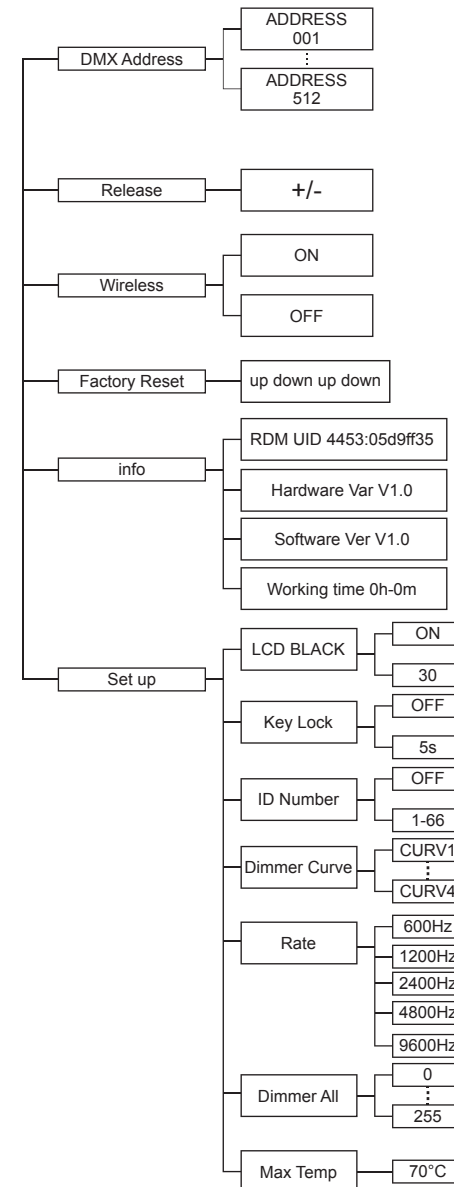 DMX Address
ADDRESS
001
ADDRESS
512
Release
+/-
Wireless
ON
OFF
Factory Reset
up down up down
info
RDM UID 4453:05d9ff35
Hardware Var V1.0
Software Ver V1.0
Working time 0h-0m
Set up
LCD BLACK
ON
30
Key Lock
OFF
5s
ID Number
OFF
1-66
Dimmer Curve
CURV1
CURV4
Rate
600Hz
1200Hz
2400Hz
4800Hz
9600Hz
Dimmer All
0
255
Max Temp
70°C